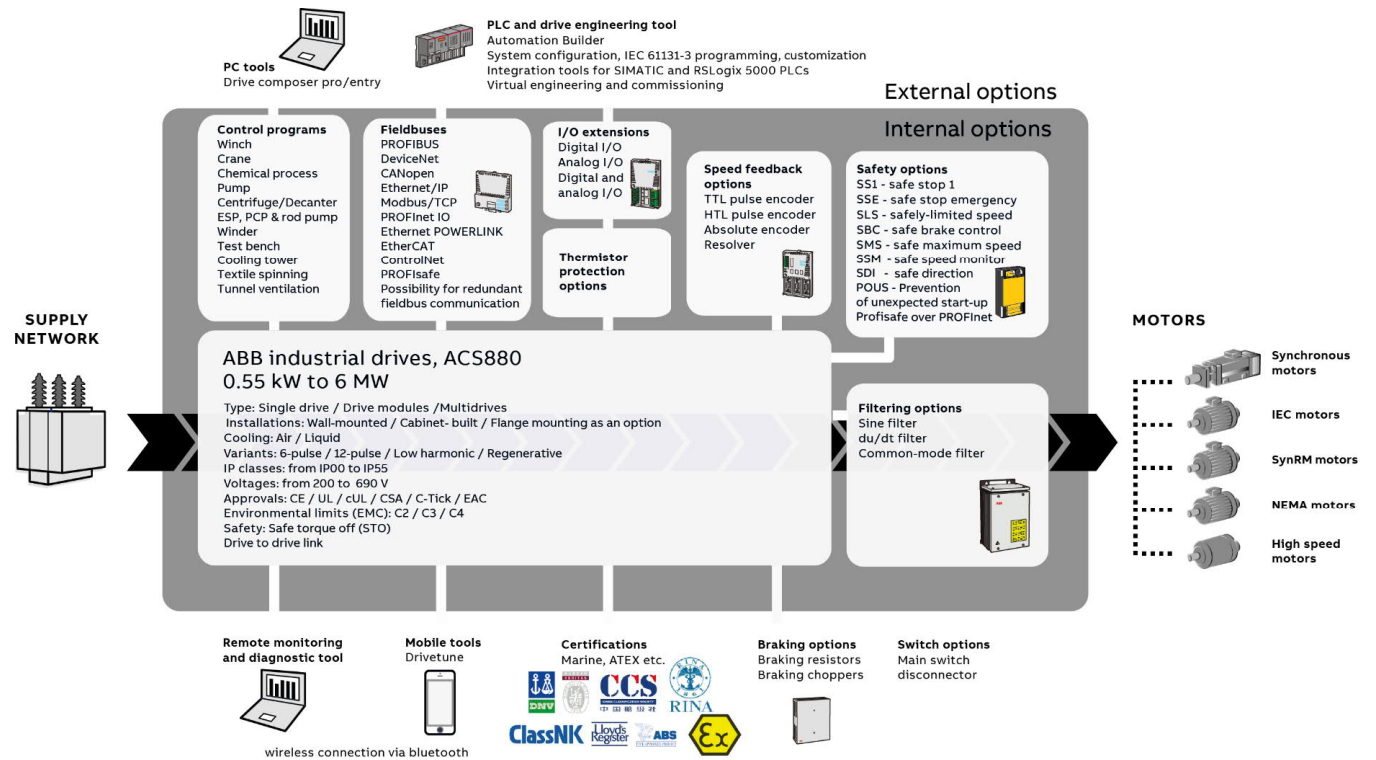 PC tools
Drive composer pro/entry
PLC and drive engineering tool
Automation Builder
System configuration, IEC 61131-3 programming, customization
Integration tools for SIMATIC and RSLogix 5000 PLCs
Virtual engineering and commissioning
External options
Internal options
Control programs
Winch
Crane
Chemical process
Pump
Centrifuge/Decanter
ESP, PCP & rod pump
Winder
Test bench
Cooling tower
Textile spinning
Tunnel ventilation
Fieldbuses
PROFIBUS
DeviceNet
CANopen
Ethernet/IP
Modbus/TCP
PROFInet IO
Ethernet POWERLINK
EtherCAT
ControlNet
PROFIsafe
Possibility for redundant
fieldbus communication
I/O extensions
Digital I/O
Analog I/O
Digital and
analog I/O
Thermistor
protection
options
Speed feedback
options
TTL pulse encoder
HTL pulse encoder
Absolute encoder
Resolver
Safety options
SS1 - safe stop 1
SSE - safe stop emergency
SLS - safely-limited speed
SBC - safe brake control
SMS - safe maximum speed
SSM - safe speed monitor
SDI - safe direction
POUS - Prevention
of unexpected start-up
Profisafe over PROFInet
SUPPLY
NETWORK
ABB industrial drives, ACS880
0.55 kW to 6 MW
Type: Single drive / Drive modules /Multidrives
Installations: Wall-mounted / Cabinet- built / Flange mounting as an option
Cooling: Air / Liquid
Variants: 6-pulse / 12-pulse / Low harmonic / Regenerative
IP classes: from IP00 to IP55
Voltages: from 200 to 690 V
Approvals: CE / UL / cUL / CSA / C-Tick / EAC
Environmental limits (EMC): C2 / C3 / C4
Safety: Safe torque off (STO)
Drive to drive link
Filtering options
Sine filter
du/dt filter
Common-mode filter
MOTORS
Synchronous
motors
IEC motors
SynRM motors
NEMA motors
High speed
motors
Remote monitoring
and diagnostic tool
wireless connection via bluetooth
Mobile tools
Drivetune
Certifications
Marine, ATEX etc.
DNV
CCS
中国船级社
RINA
RINA
ClassNK
Lloyd's
Register
ABS
Ex
Braking options
Braking resistors
Braking choppers
Switch options
Main switch
disconnector